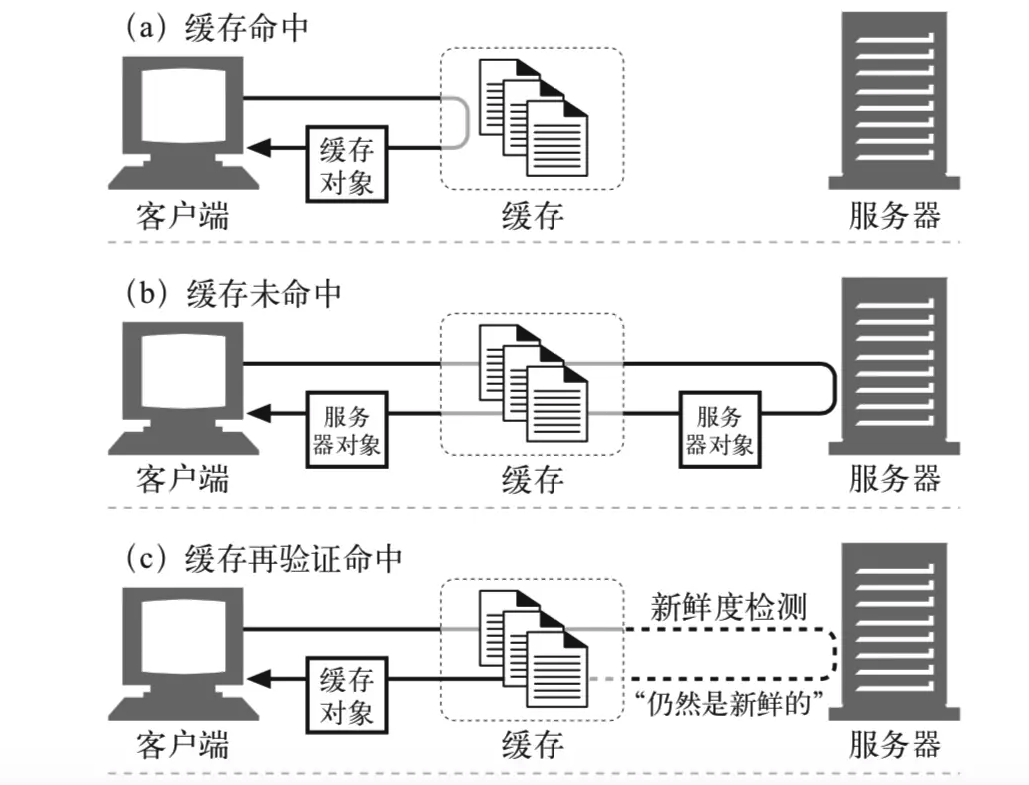 （a）缓存命中
缓存
对象
客户端
缓存
服务器
（b）缓存未命中
服务
器对象
服务
器对象
客户端
缓存
服务器
（c）缓存再验证命中
新鲜度检测
缓存
对象
“仍然是新鲜的”
客户端
缓存
服务器